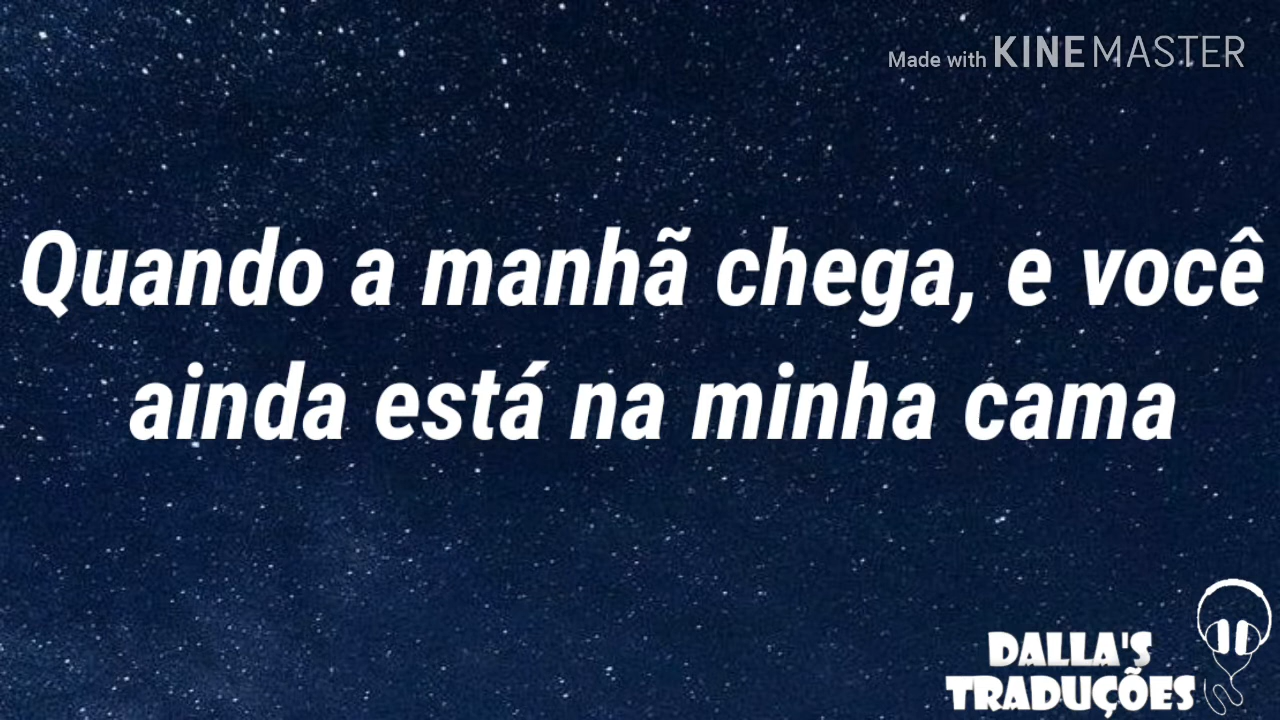 Made with KINEMASTER
Quando a manhã chega, e você
ainda está na minha cama
DALLA'S
TRADUÇÕES